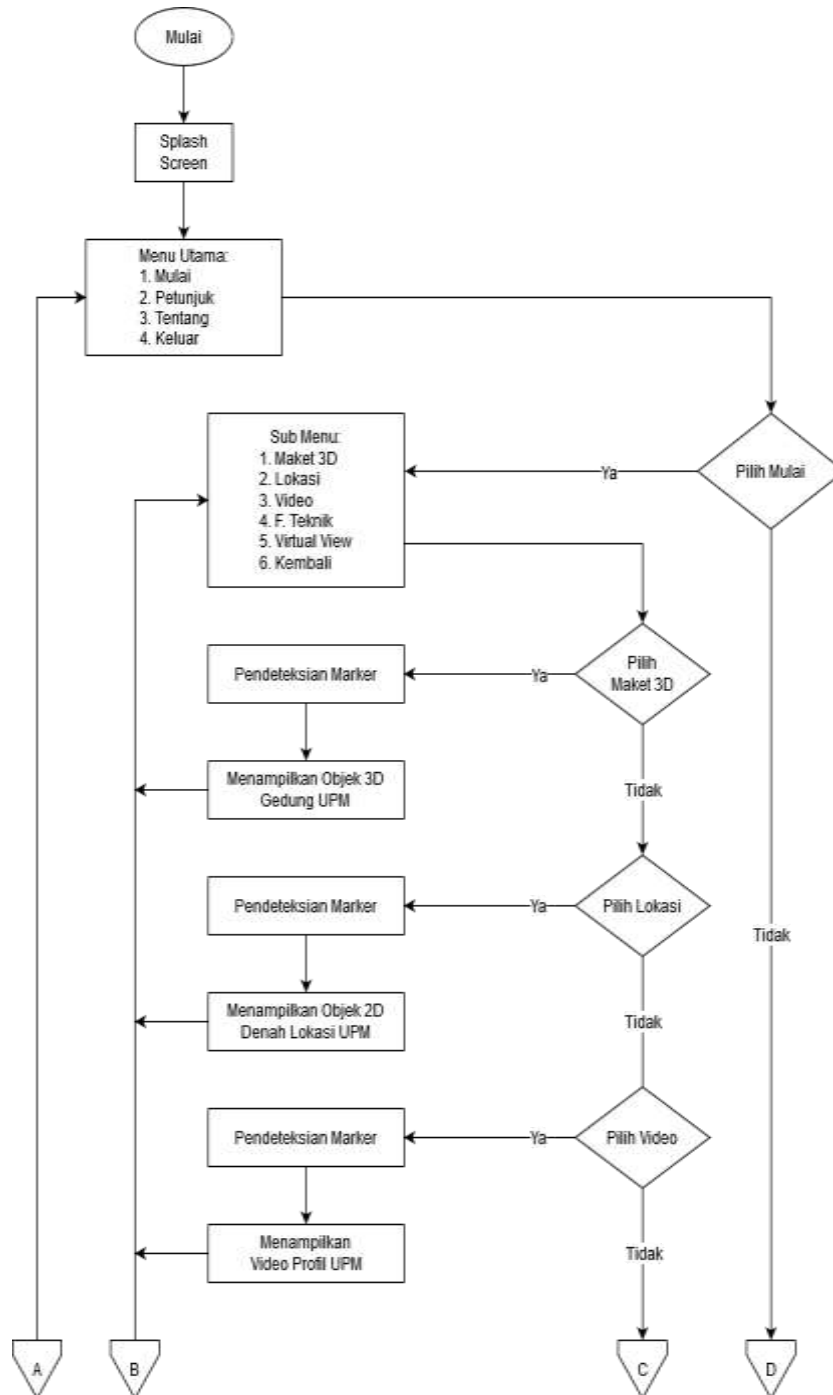 Mulai
Splash
Screen
Menu Utama:
1. Mulai
2. Petunjuk
3. Tentang
4. Keluar
Pilih Mulai
Ya
Sub Menu:
1. Maket 3D
2. Lokasi
3. Video
4. F. Teknik
5. Virtual View
6. Kembali
Pilih
Maket 3D
Ya
Pendeteksian Marker
Menampilkan Objek 3D
Gedung UPM
Tidak
Pilih Lokasi
Ya
Pendeteksian Marker
Tidak
Menampilkan Objek 2D
Denah Lokasi UPM
Tidak
Pilih Video
Ya
Pendeteksian Marker
Menampilkan
Video Profil UPM
Tidak
A
B
C
D